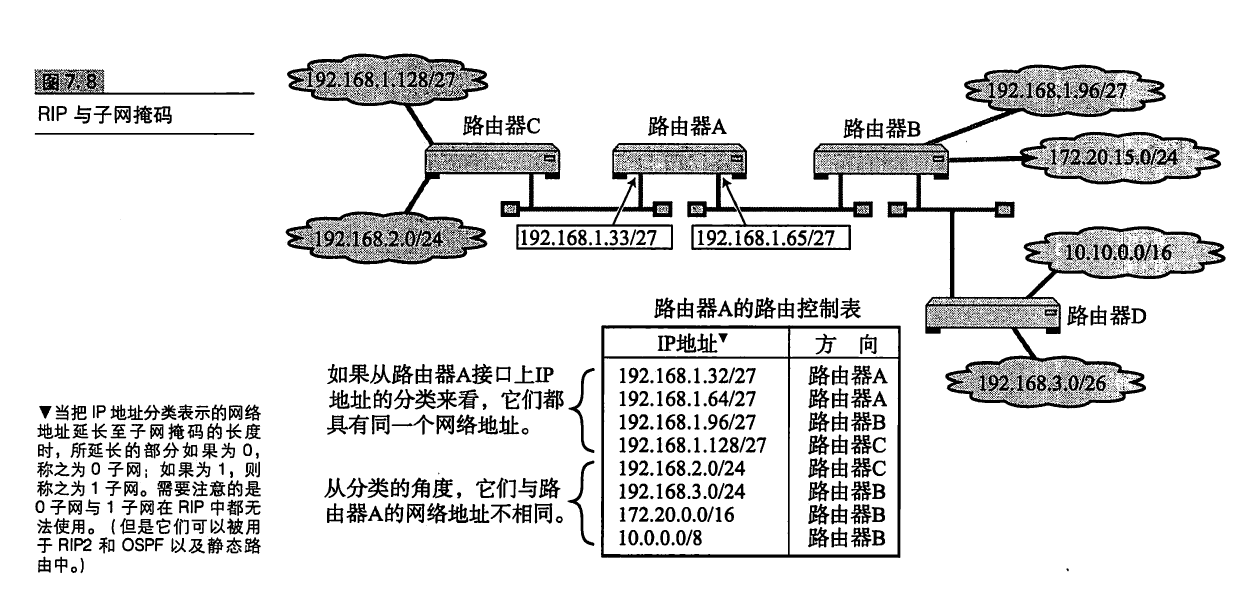 图 7.8
RIP 与子网掩码
192.168.1.128/27
192.168.2.0/24
路由器C
路由器A
路由器B
192.168.1.96/27
172.20.15.0/24
192.168.1.33/27
192.168.1.65/27
10.10.0.0/16
路由器D
192.168.3.0/26
路由器A的路由控制表
IP地址▼ 方 向
192.168.1.32/27 路由器A
192.168.1.64/27 路由器A
192.168.1.96/27 路由器B
192.168.1.128/27 路由器C
192.168.2.0/24 路由器C
192.168.3.0/24 路由器B
172.20.0.0/16 路由器B
10.0.0.0/8 路由器B
如果从路由器A接口上IP
地址的分类来看，它们都
具有同一个网络地址。
从分类的角度，它们与路
由器A的网络地址不相同。
▼当把 IP 地址分类表示的网络
地址延长至子网掩码的长度
时，所延长的部分如果为 0，
称之为 0 子网；如果为 1，则
称之为 1 子网。需要注意的是
0 子网与 1 子网在 RIP 中都无
法使用。（但是它们可以被用
于 RIP2 和 OSPF 以及静态路
由中。）